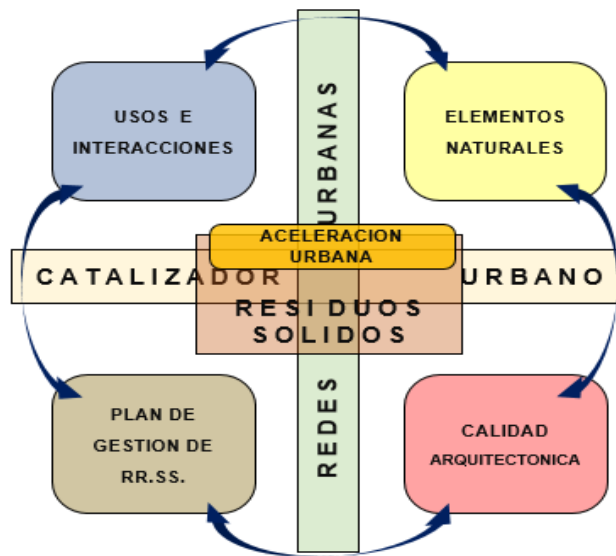 USOS E
INTERACCIONES
ELEMENTOS
NATURALES
REDES URBANAS
ACELERACION
URBANA
CATALIZADOR URBANO
RESIDUOS
SOLIDOS
PLAN DE
GESTION DE
RR.SS.
CALIDAD
ARQUITECTONICA